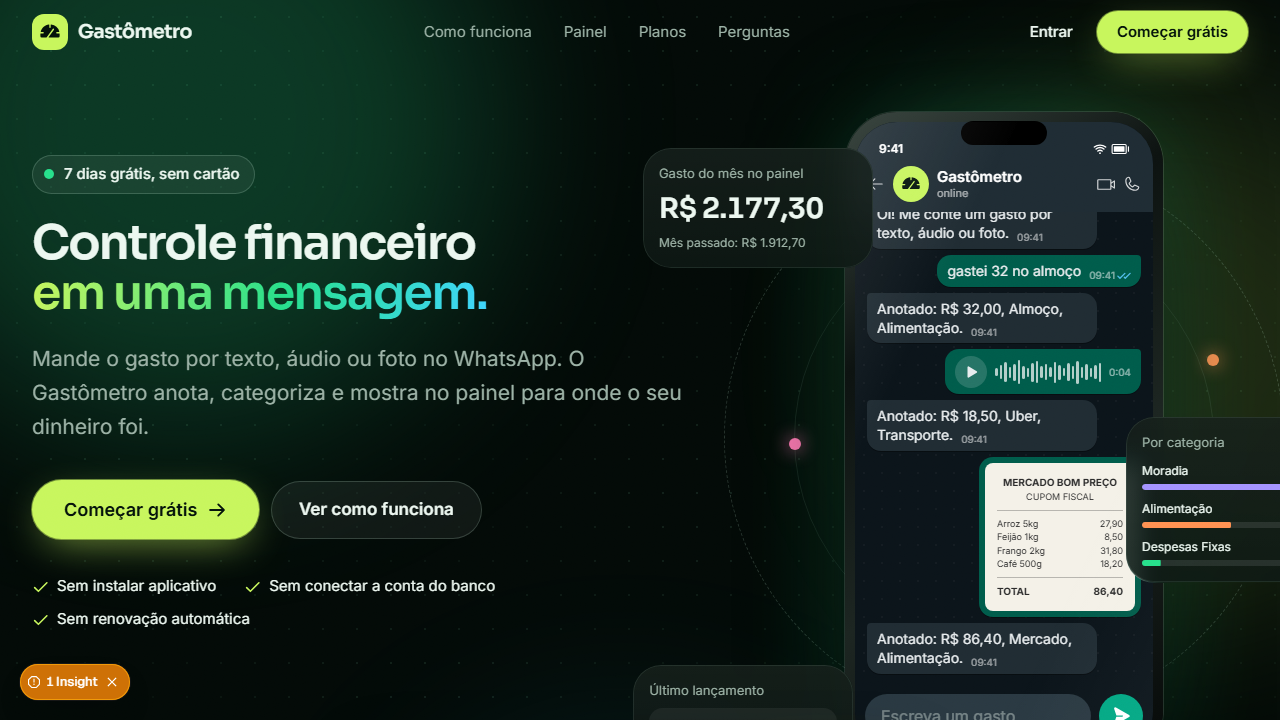 Gastômetro
Como funciona
Painel
Planos
Perguntas
Entrar
Começar grátis
7 dias grátis, sem cartão
Controle financeiro
em uma mensagem.
Mande o gasto por texto, áudio ou foto no WhatsApp. O
Gastômetro anota, categoriza e mostra no painel para onde o seu
dinheiro foi.
Começar grátis
Ver como funciona
Sem instalar aplicativo
Sem conectar a conta do banco
Sem renovação automática
1 Insight
Gasto do mês no painel
R$ 2.177,30
Mês passado: R$ 1.912,70
9:41
Gastômetro
online
Oi! Me conte um gasto por
texto, áudio ou foto. 09:41
gastei 32 no almoço 09:41
Anotado: R$ 32,00, Almoço,
Alimentação. 09:41
0:04
Anotado: R$ 18,50, Uber,
Transporte. 09:41
MERCADO BOM PREÇO
CUPOM FISCAL
Arroz 5kg 27,90
Feijão 1kg 8,50
Frango 2kg 31,80
Café 500g 18,20
TOTAL 86,40
Por categoria
Moradia
Alimentação
Despesas Fixas
Anotado: R$ 86,40, Mercado,
Alimentação. 09:41
Último lançamento
Escreva um gasto